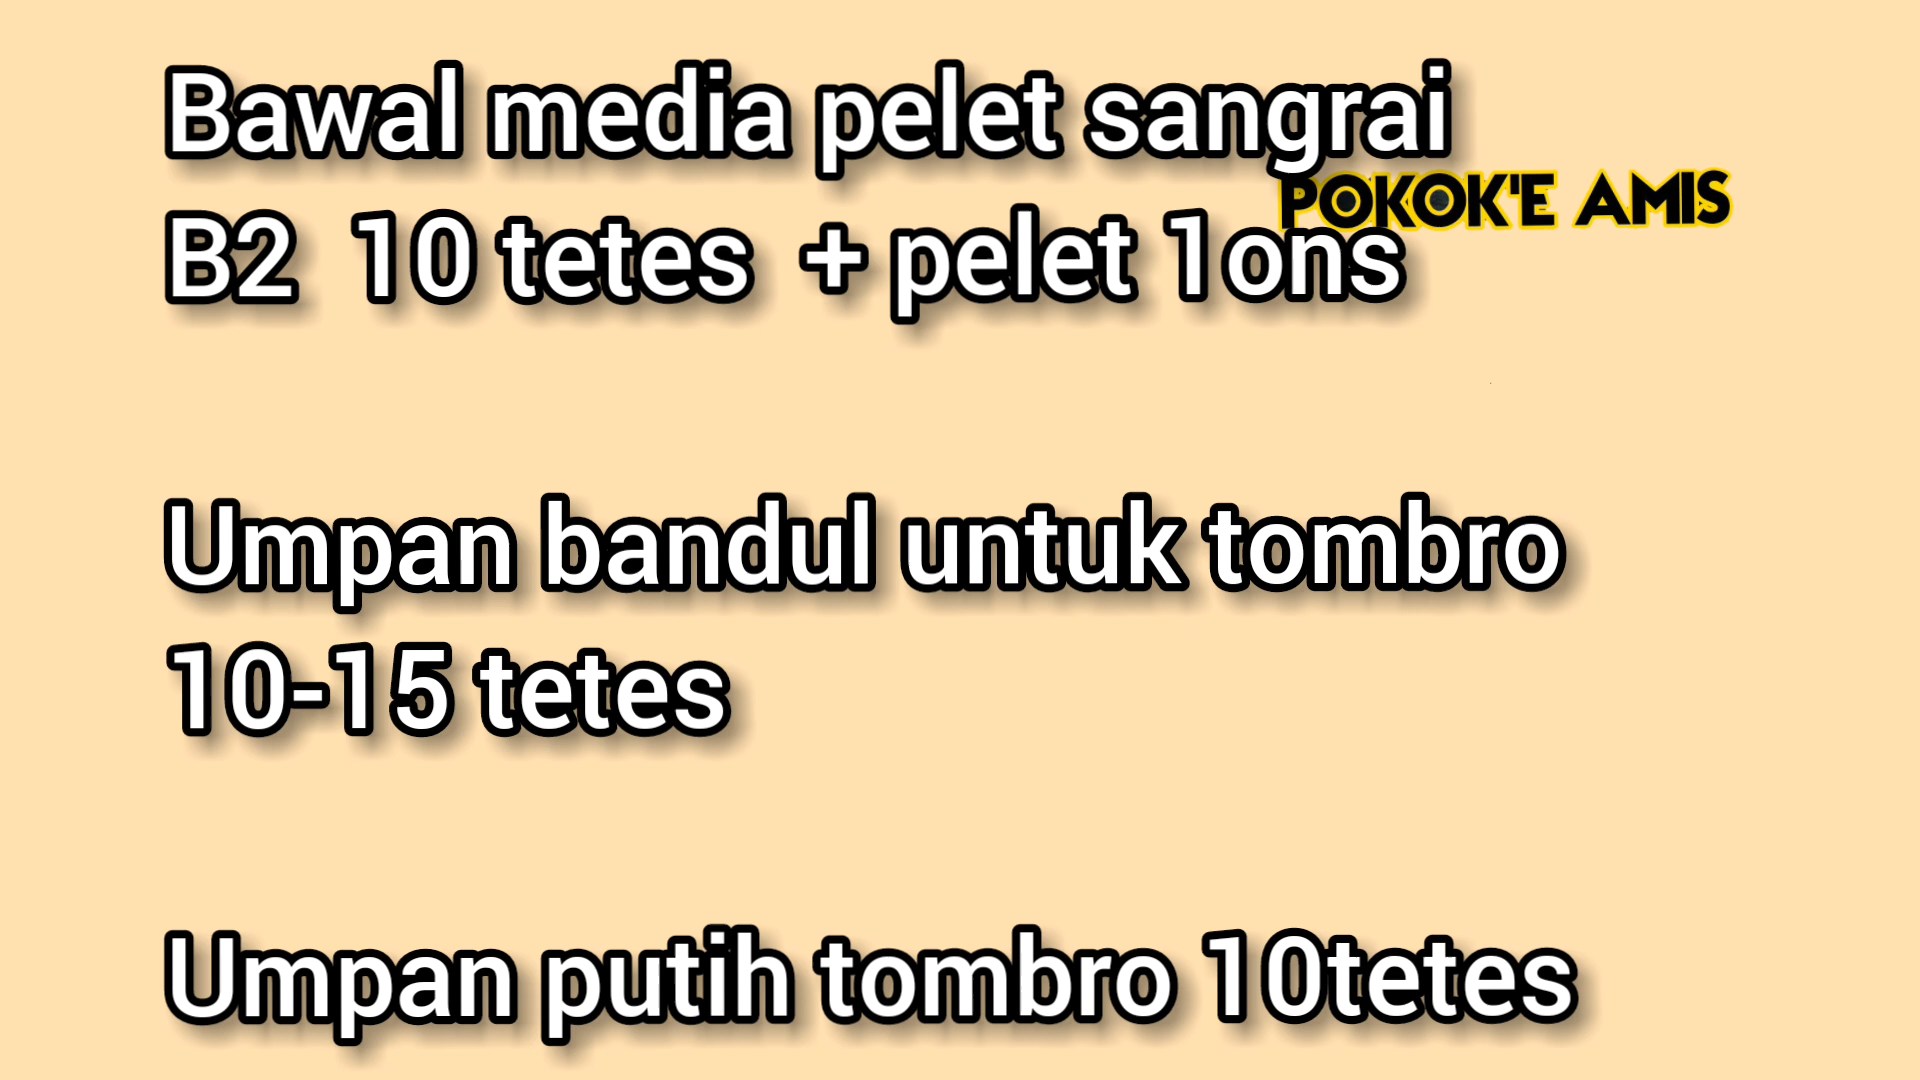 Bawal media pelet sangrai
POKOK'E AMIS
B2 10 tetes + pelet 1ons
Umpan bandul untuk tombro
10-15 tetes
Umpan putih tombro 10tetes